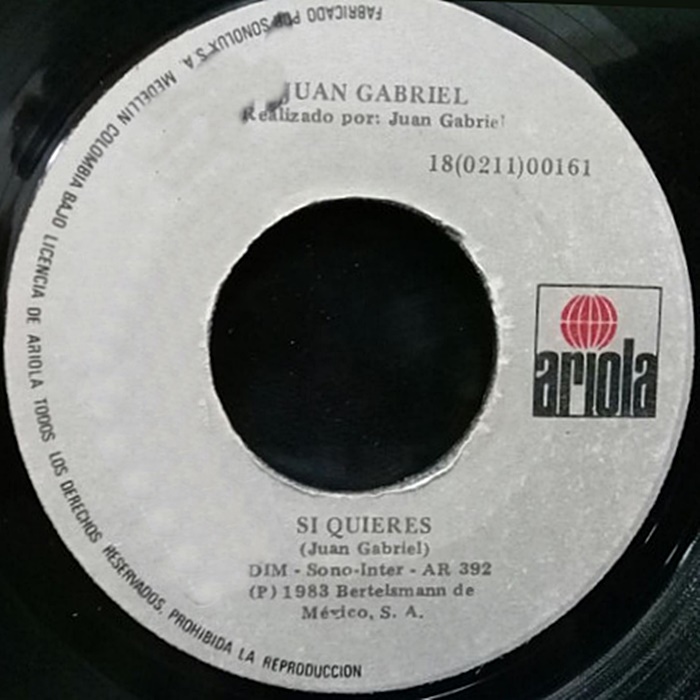 JUAN GABRIEL
Realizado por: Juan Gabriel
18(0211)00161
ariola
SI QUIERES
(Juan Gabriel)
DIM - Sono-Inter - AR 392
(P) 1983 Bertelsmann de
México, S. A.
FABRICADO POR SONOLUX S.A. MEDELLIN COLOMBIA BAJO LICENCIA DE ARIOLA TODOS LOS DERECHOS RESERVADOS, PROHIBIDA LA REPRODUCCION